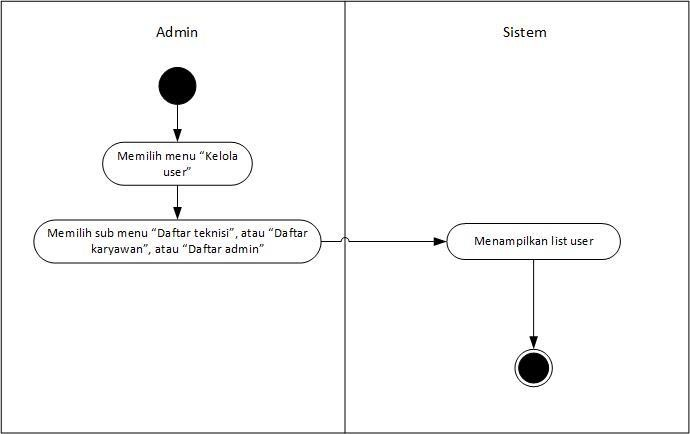 Admin
Sistem
Memilih menu “Kelola
user”
Memilih sub menu “Daftar teknisi”, atau “Daftar
karyawan”, atau “Daftar admin”
Menampilkan list user